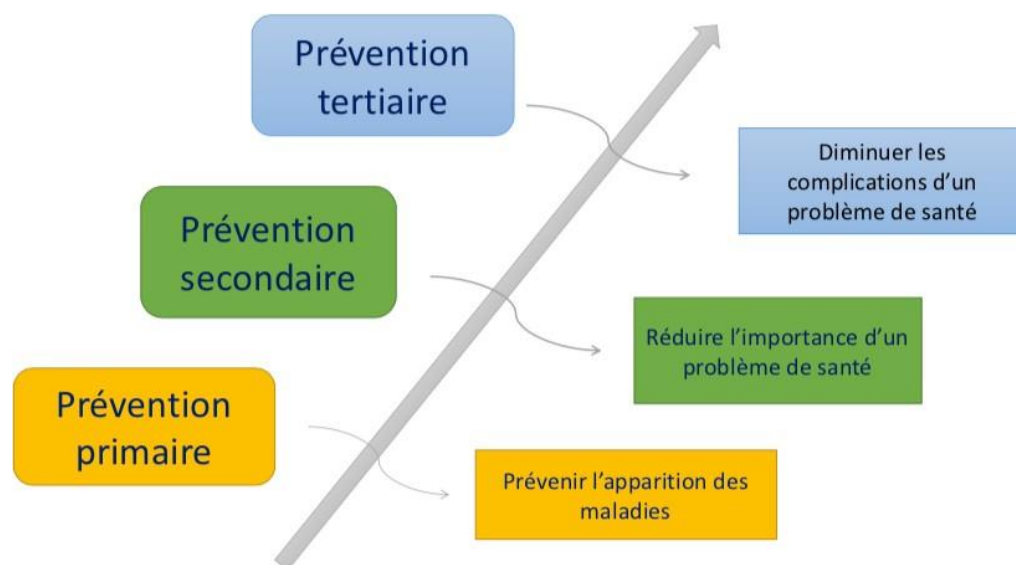 Prévention
tertiaire
Diminuer les
complications d’un
problème de santé
Prévention
secondaire
Réduire l’importance d’un
problème de santé
Prévention
primaire
Prévenir l’apparition des
maladies